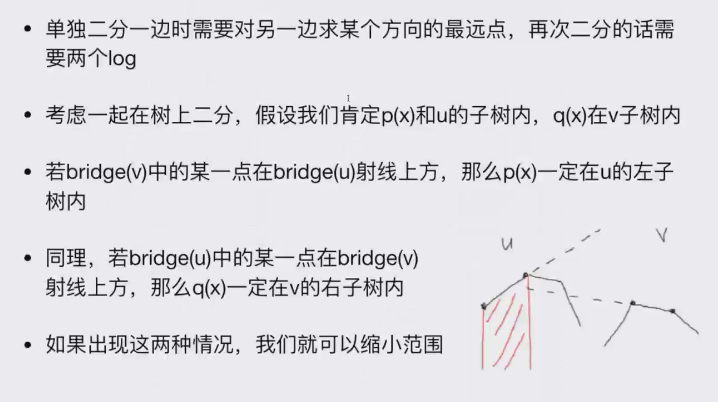 • 单独二分一边时需要对另一边求某个方向的最远点，再次二分的话需
要两个log
• 考虑一起在树上二分，假设我们肯定p(x)和u的子树内，q(x)在v子树内
• 若bridge(v)中的某一点在bridge(u)射线上方，那么p(x)一定在u的左子
树内
• 同理，若bridge(u)中的某一点在bridge(v)
射线上方，那么q(x)一定在v的右子树内
• 如果出现这两种情况，我们就可以缩小范围
u
v